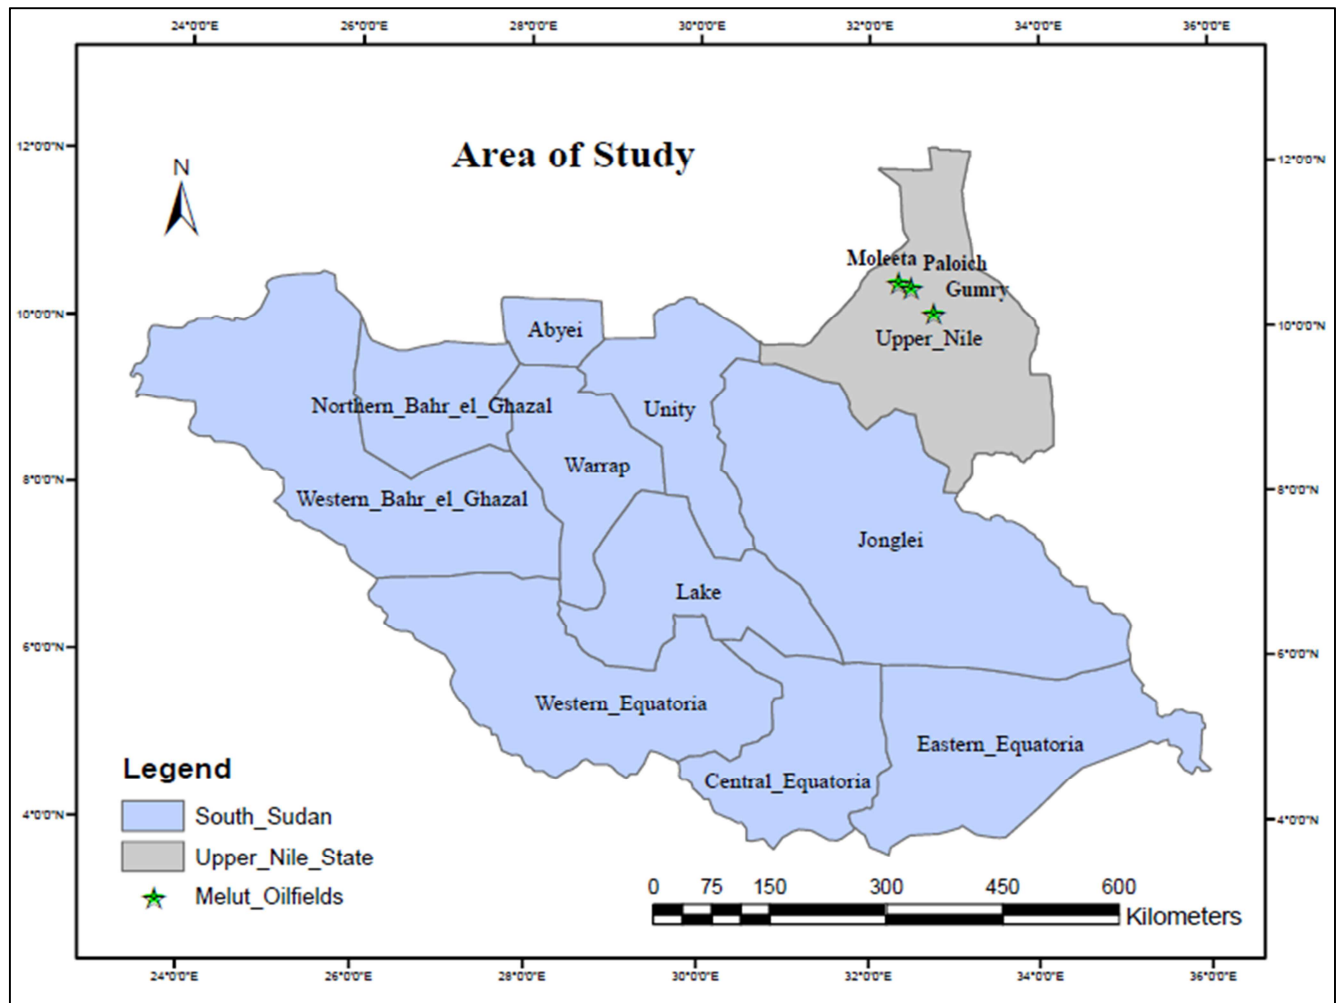 24°0'0"E 26°0'0"E 28°0'0"E 30°0'0"E 32°0'0"E 34°0'0"E 36°0'0"E
12°0'0"N
Area of Study
12°0'0"N
N
Moleeta
Paloich
Gumry
10°0'0"N
Abyei
10°0'0"N
Upper_Nile
Northern_Bahr_el_Ghazal
Unity
Warrap
8°0'0"N
Western_Bahr_el_Ghazal
8°0'0"N
Jonglei
Lake
6°0'0"N
6°0'0"N
Western_Equatoria
Eastern_Equatoria
Central_Equatoria
Legend
South_Sudan
4°0'0"N
4°0'0"N
Upper_Nile_State
Melut_Oilfields
0 75 150 300 450 600
Kilometers
24°0'0"E 26°0'0"E 28°0'0"E 30°0'0"E 32°0'0"E 34°0'0"E 36°0'0"E